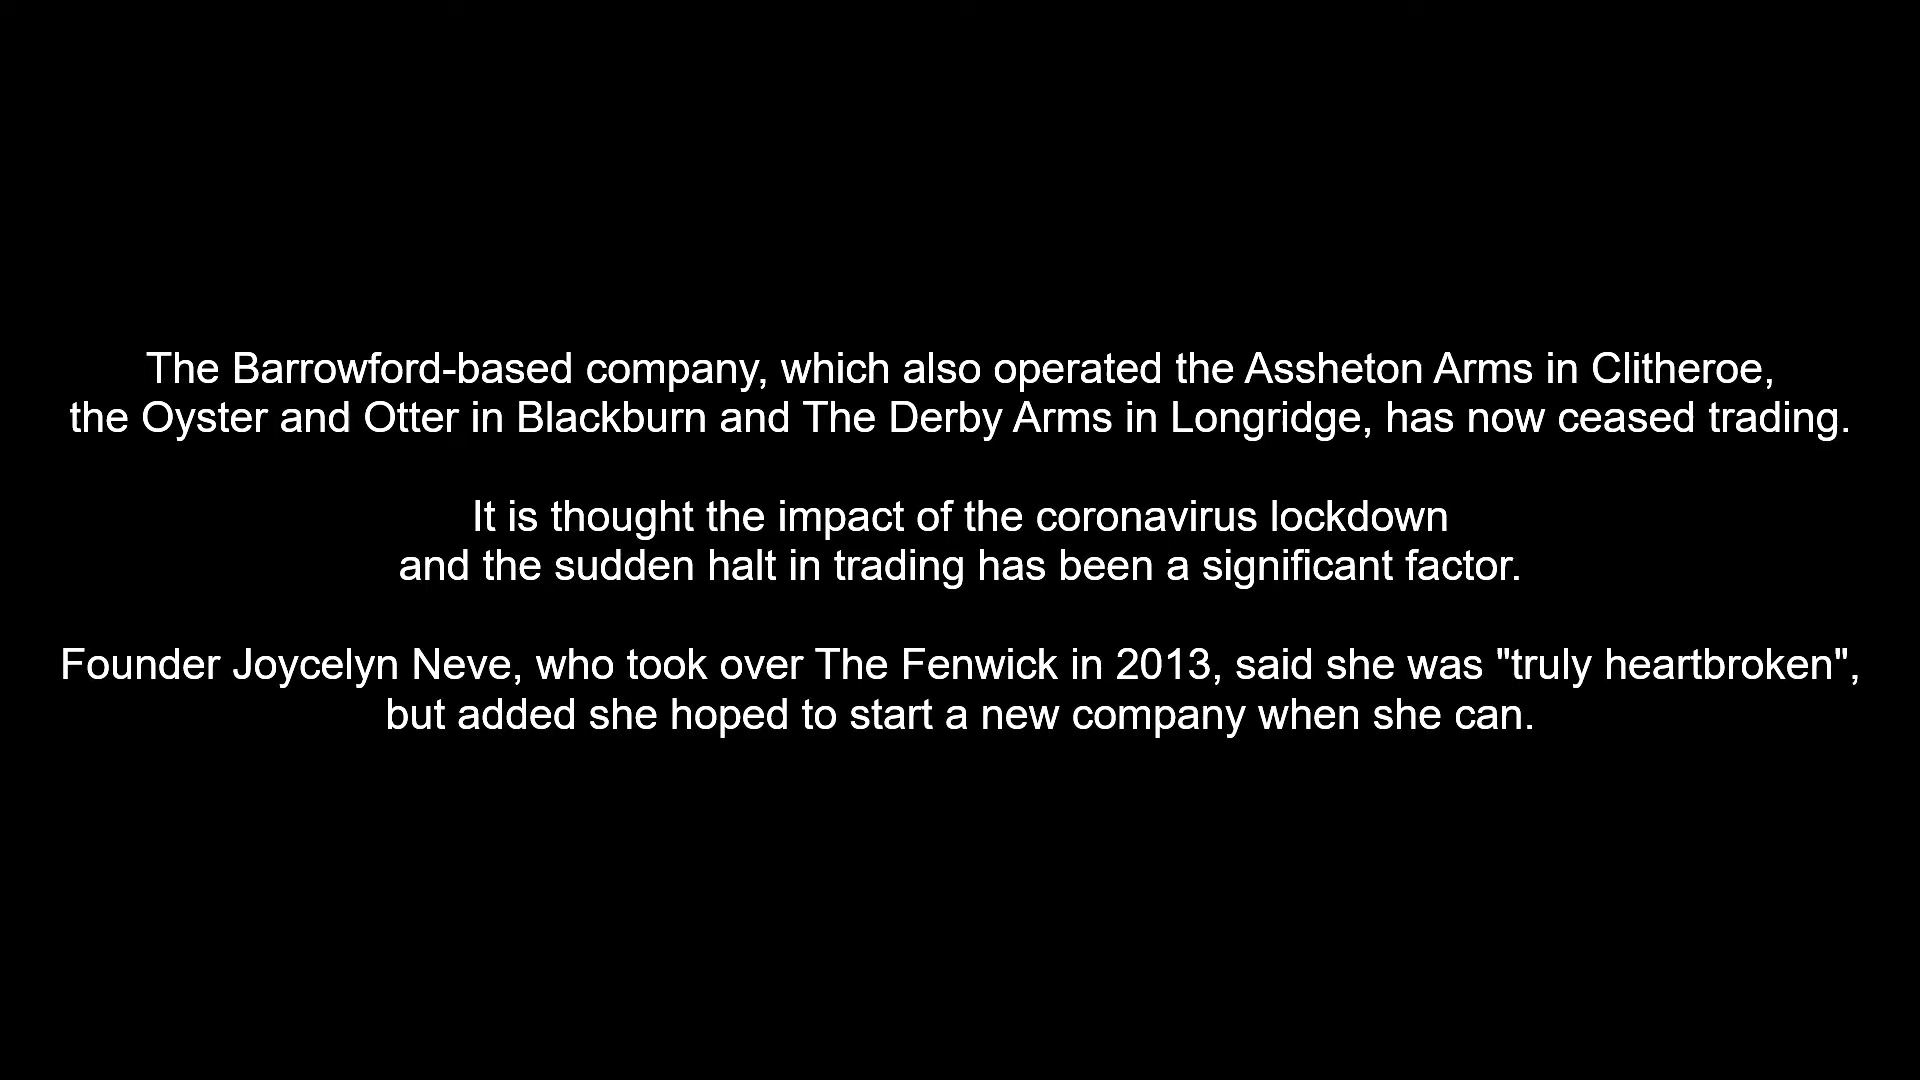 The Barrowford-based company, which also operated the Assheton Arms in Clitheroe,
the Oyster and Otter in Blackburn and The Derby Arms in Longridge, has now ceased trading.
It is thought the impact of the coronavirus lockdown
and the sudden halt in trading has been a significant factor.
Founder Joycelyn Neve, who took over The Fenwick in 2013, said she was "truly heartbroken",
but added she hoped to start a new company when she can.